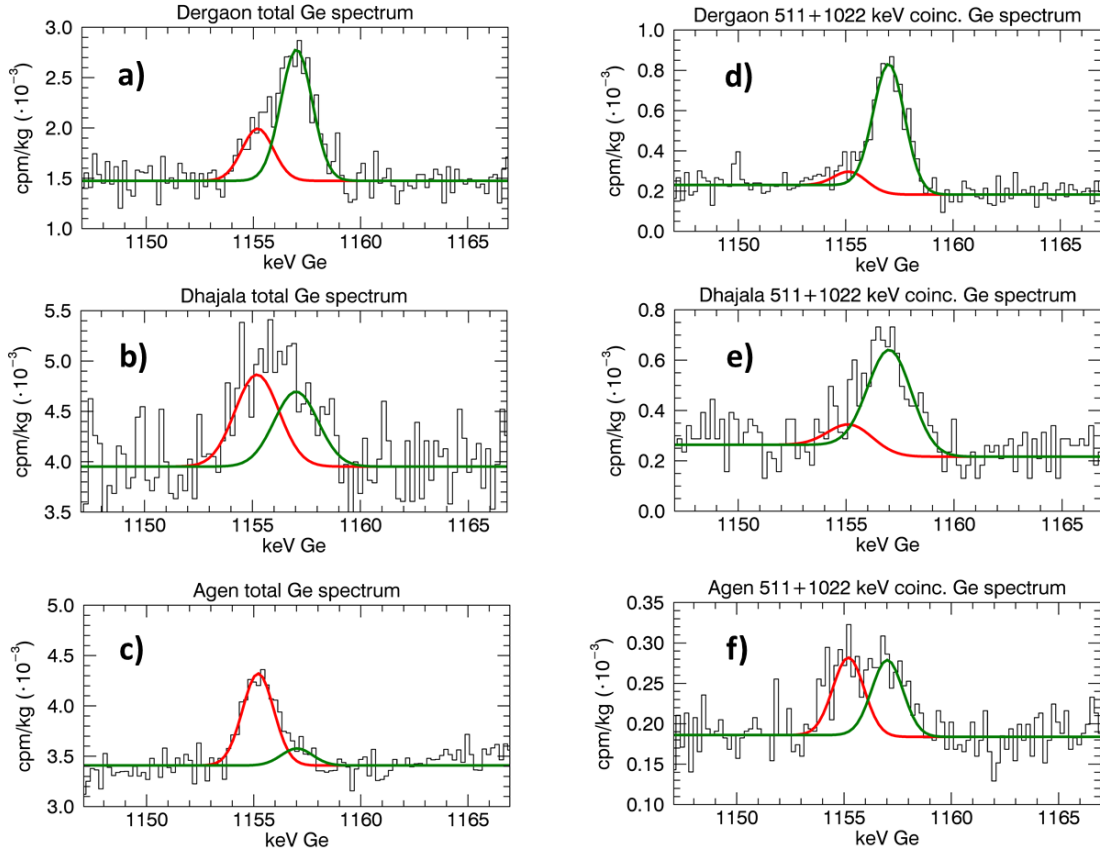 Dergaon total Ge spectrum
a)
cpm/kg (·10⁻³)
3.0
2.5
2.0
1.5
1.0
1150 1155 1160 1165
keV Ge
Dergaon 511+1022 keV coinc. Ge spectrum
d)
cpm/kg (·10⁻³)
1.0
0.8
0.6
0.4
0.2
0.0
1150 1155 1160 1165
keV Ge
Dhajala total Ge spectrum
b)
cpm/kg (·10⁻³)
5.5
5.0
4.5
4.0
3.5
1150 1155 1160 1165
keV Ge
Dhajala 511+1022 keV coinc. Ge spectrum
e)
cpm/kg (·10⁻³)
0.8
0.6
0.4
0.2
0.0
1150 1155 1160 1165
keV Ge
Agen total Ge spectrum
c)
cpm/kg (·10⁻³)
5.0
4.5
4.0
3.5
3.0
1150 1155 1160 1165
keV Ge
Agen 511+1022 keV coinc. Ge spectrum
f)
cpm/kg (·10⁻³)
0.35
0.30
0.25
0.20
0.15
0.10
1150 1155 1160 1165
keV Ge